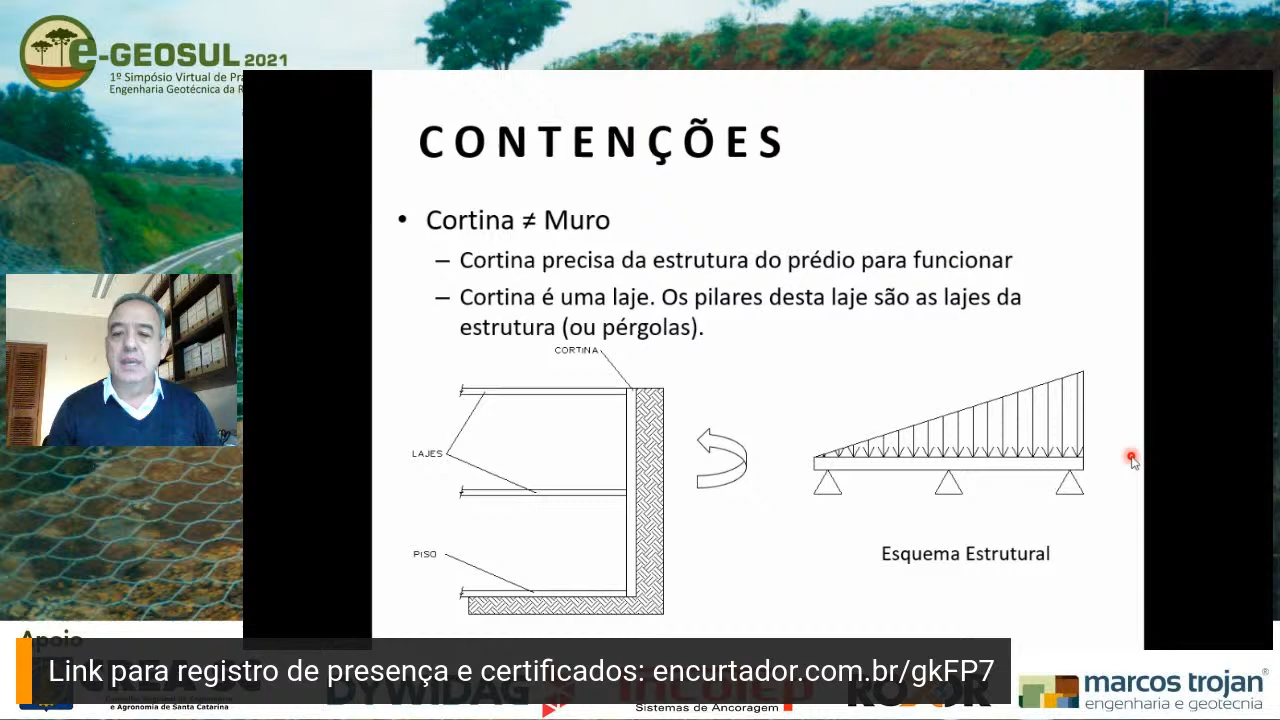 e-GEOSUL 2021
1º Simpósio Virtual de
Engenharia Geotécnica da
CONTENÇÕES
• Cortina ≠ Muro
– Cortina precisa da estrutura do prédio para funcionar
– Cortina é uma laje. Os pilares desta laje são as lajes da
estrutura (ou pérgolas).
CORTINA
LAJES
PISO
Esquema Estrutural
Apoio
Link para registro de presença e certificados: encurtador.com.br/gkFP7
e Agronomia de Santa Catarina
Sistemas de Ancoragem
marcos trojan®
engenharia e geotecnia